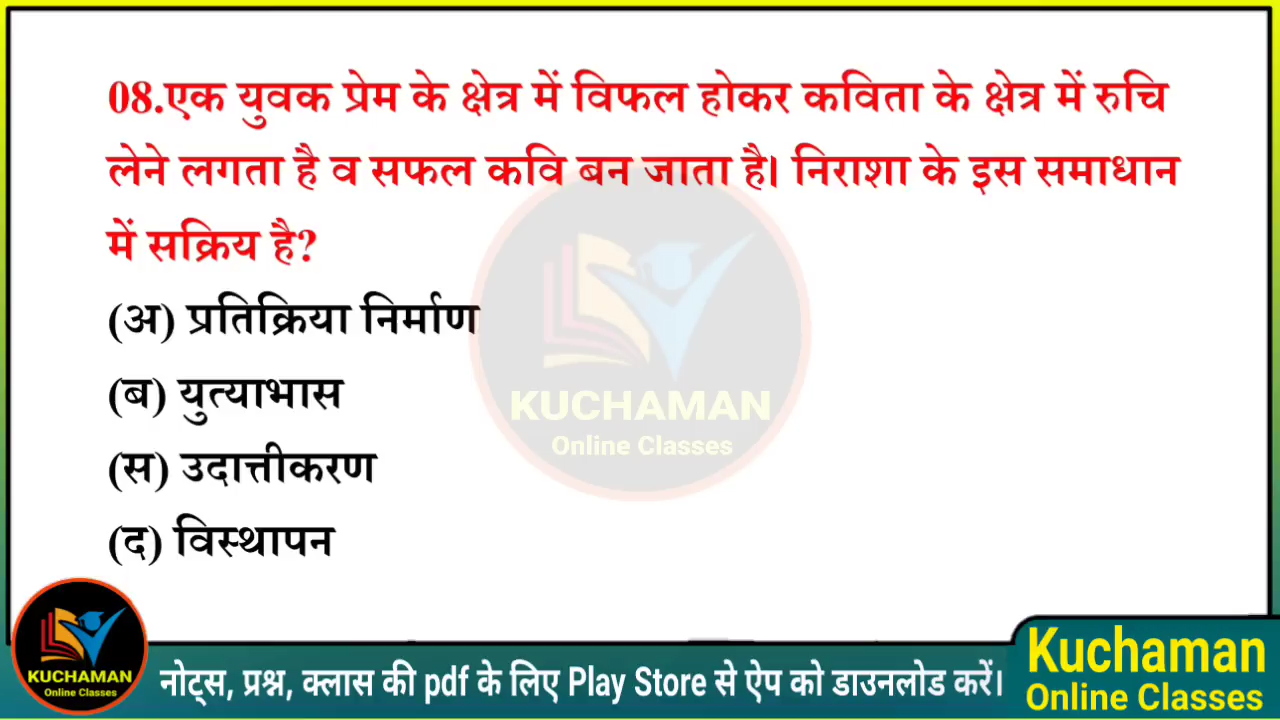 08.एक युवक प्रेम के क्षेत्र में विफल होकर कविता के क्षेत्र में रुचि
लेने लगता है व सफल कवि बन जाता है। निराशा के इस समाधान
में सक्रिय है?
(अ) प्रतिक्रिया निर्माण
(ब) युत्याभास
(स) उदात्तीकरण
(द) विस्थापन
KUCHAMAN
Online Classes
KUCHAMAN
Online Classes
नोट्स, प्रश्न, क्लास की pdf के लिए Play Store से ऐप को डाउनलोड करें।
Kuchaman
Online Classes